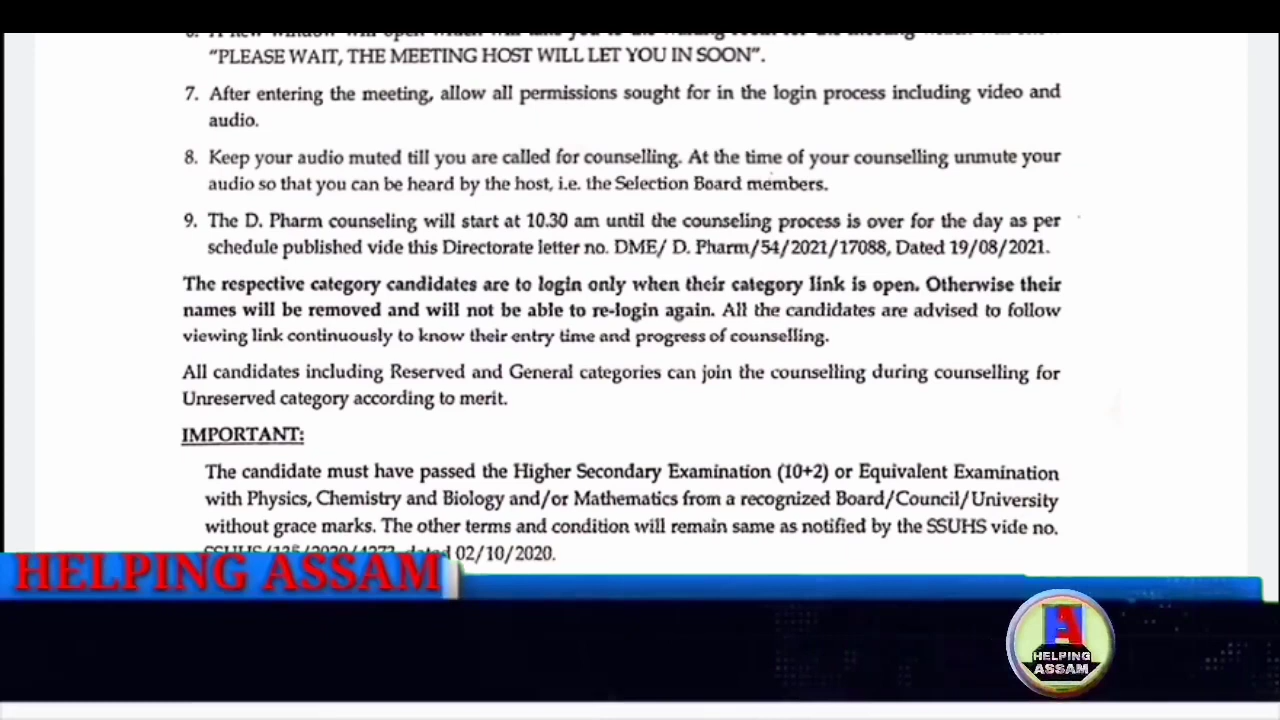 "PLEASE WAIT, THE MEETING HOST WILL LET YOU IN SOON".
7. After entering the meeting, allow all permissions sought for in the login process including video and
audio.
8. Keep your audio muted till you are called for counselling. At the time of your counselling unmute your
audio so that you can be heard by the host, i.e. the Selection Board members.
9. The D. Pharm counseling will start at 10.30 am until the counseling process is over for the day as per
schedule published vide this Directorate letter no. DME/ D. Pharm/54/2021/17088, Dated 19/08/2021.
The respective category candidates are to login only when their category link is open. Otherwise their
names will be removed and will not be able to re-login again. All the candidates are advised to follow
viewing link continuously to know their entry time and progress of counselling.
All candidates including Reserved and General categories can join the counselling during counselling for
Unreserved category according to merit.
IMPORTANT:
The candidate must have passed the Higher Secondary Examination (10+2) or Equivalent Examination
with Physics, Chemistry and Biology and/or Mathematics from a recognized Board/Council/University
without grace marks. The other terms and condition will remain same as notified by the SSUHS vide no.
dated 02/10/2020.
HELPING ASSAM
A
HELPING
ASSAM